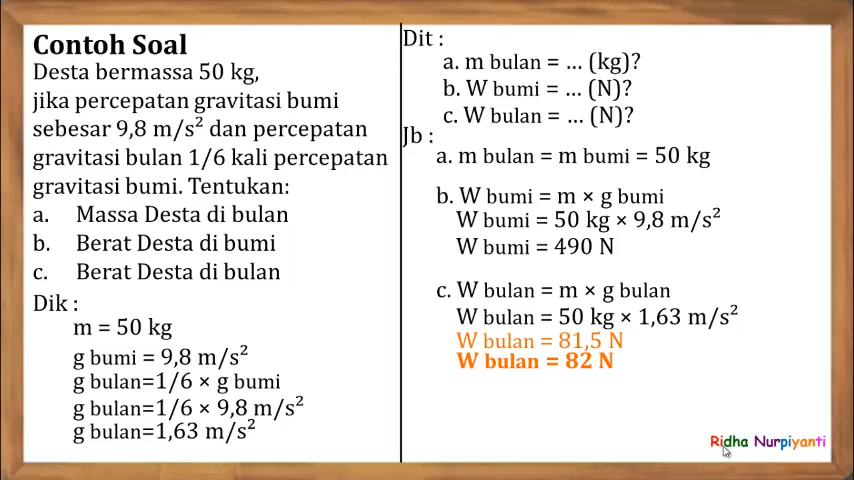 Contoh Soal
Desta bermassa 50 kg,
jika percepatan gravitasi bumi
sebesar 9,8 m/s² dan percepatan
gravitasi bulan 1/6 kali percepatan
gravitasi bumi. Tentukan:
a. Massa Desta di bulan
b. Berat Desta di bumi
c. Berat Desta di bulan
Dik :
m = 50 kg
g bumi = 9,8 m/s²
g bulan=1/6 × g bumi
g bulan=1/6 × 9,8 m/s²
g bulan=1,63 m/s²
Dit :
a. m bulan = ... (kg)?
b. W bumi = ... (N)?
c. W bulan = ... (N)?
Jb :
a. m bulan = m bumi = 50 kg
b. W bumi = m × g bumi
W bumi = 50 kg × 9,8 m/s²
W bumi = 490 N
c. W bulan = m × g bulan
W bulan = 50 kg × 1,63 m/s²
W bulan = 81,5 N
W bulan = 82 N
Ridha Nurpiyanti